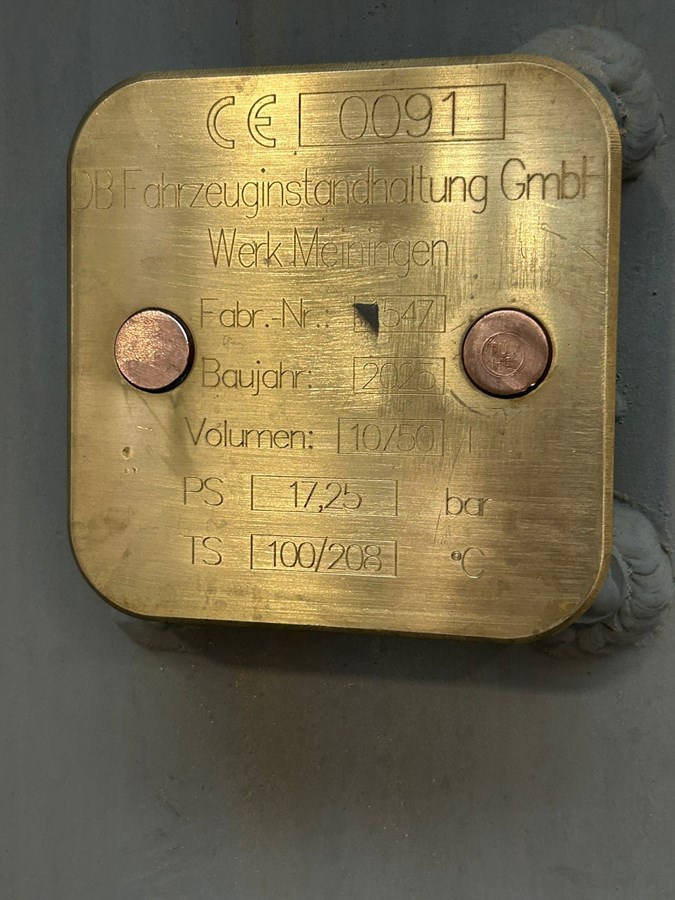 CE 0091
DB Fahrzeuginstandhaltung GmbH
Werk Meiningen
Fabr.-Nr.:
Baujahr: 2025
Volumen: 10/50 l
PS 17,25 bar
TS 100/208 °C